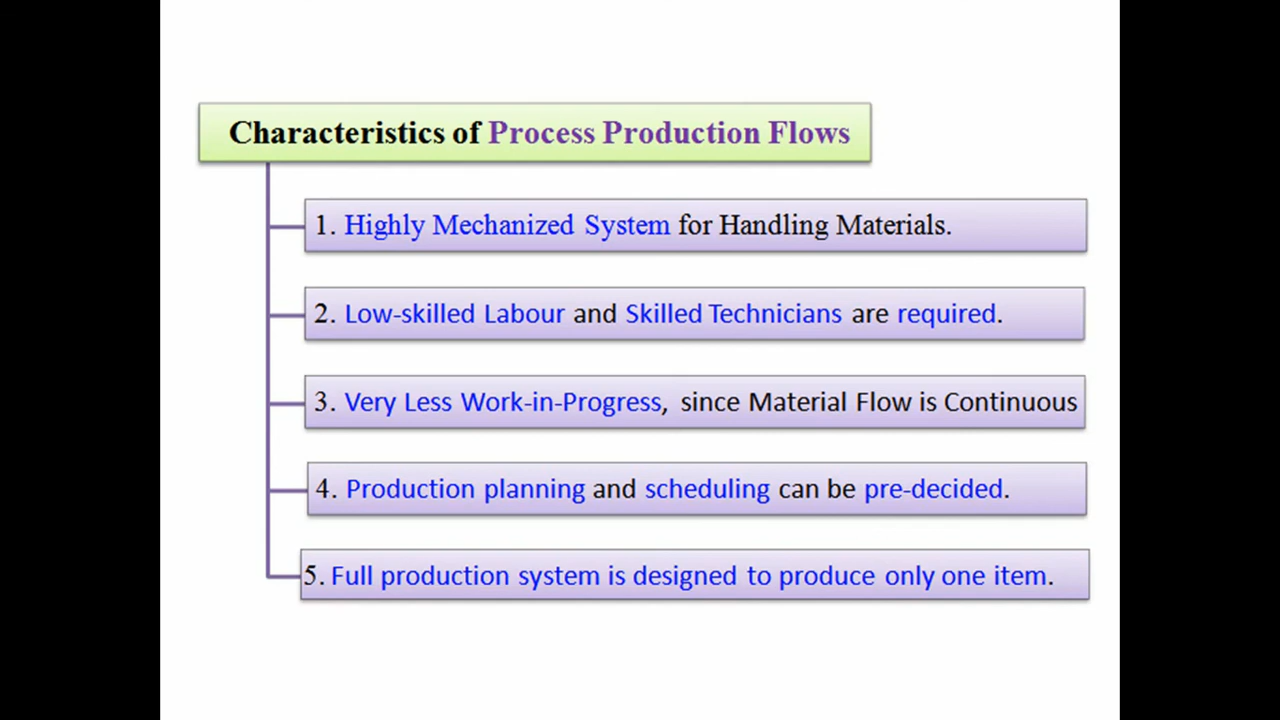 Characteristics of Process Production Flows
1. Highly Mechanized System for Handling Materials.
2. Low-skilled Labour and Skilled Technicians are required.
3. Very Less Work-in-Progress, since Material Flow is Continuous
4. Production planning and scheduling can be pre-decided.
5. Full production system is designed to produce only one item.